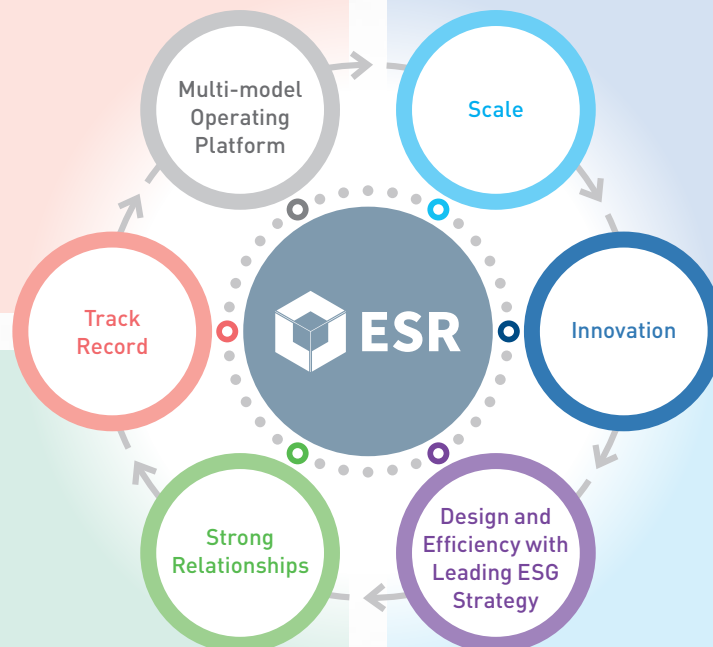 Multi-model
Operating
Platform
Scale
Track
Record
ESR
Innovation
Strong
Relationships
Design and
Efficiency with
Leading ESG
Strategy